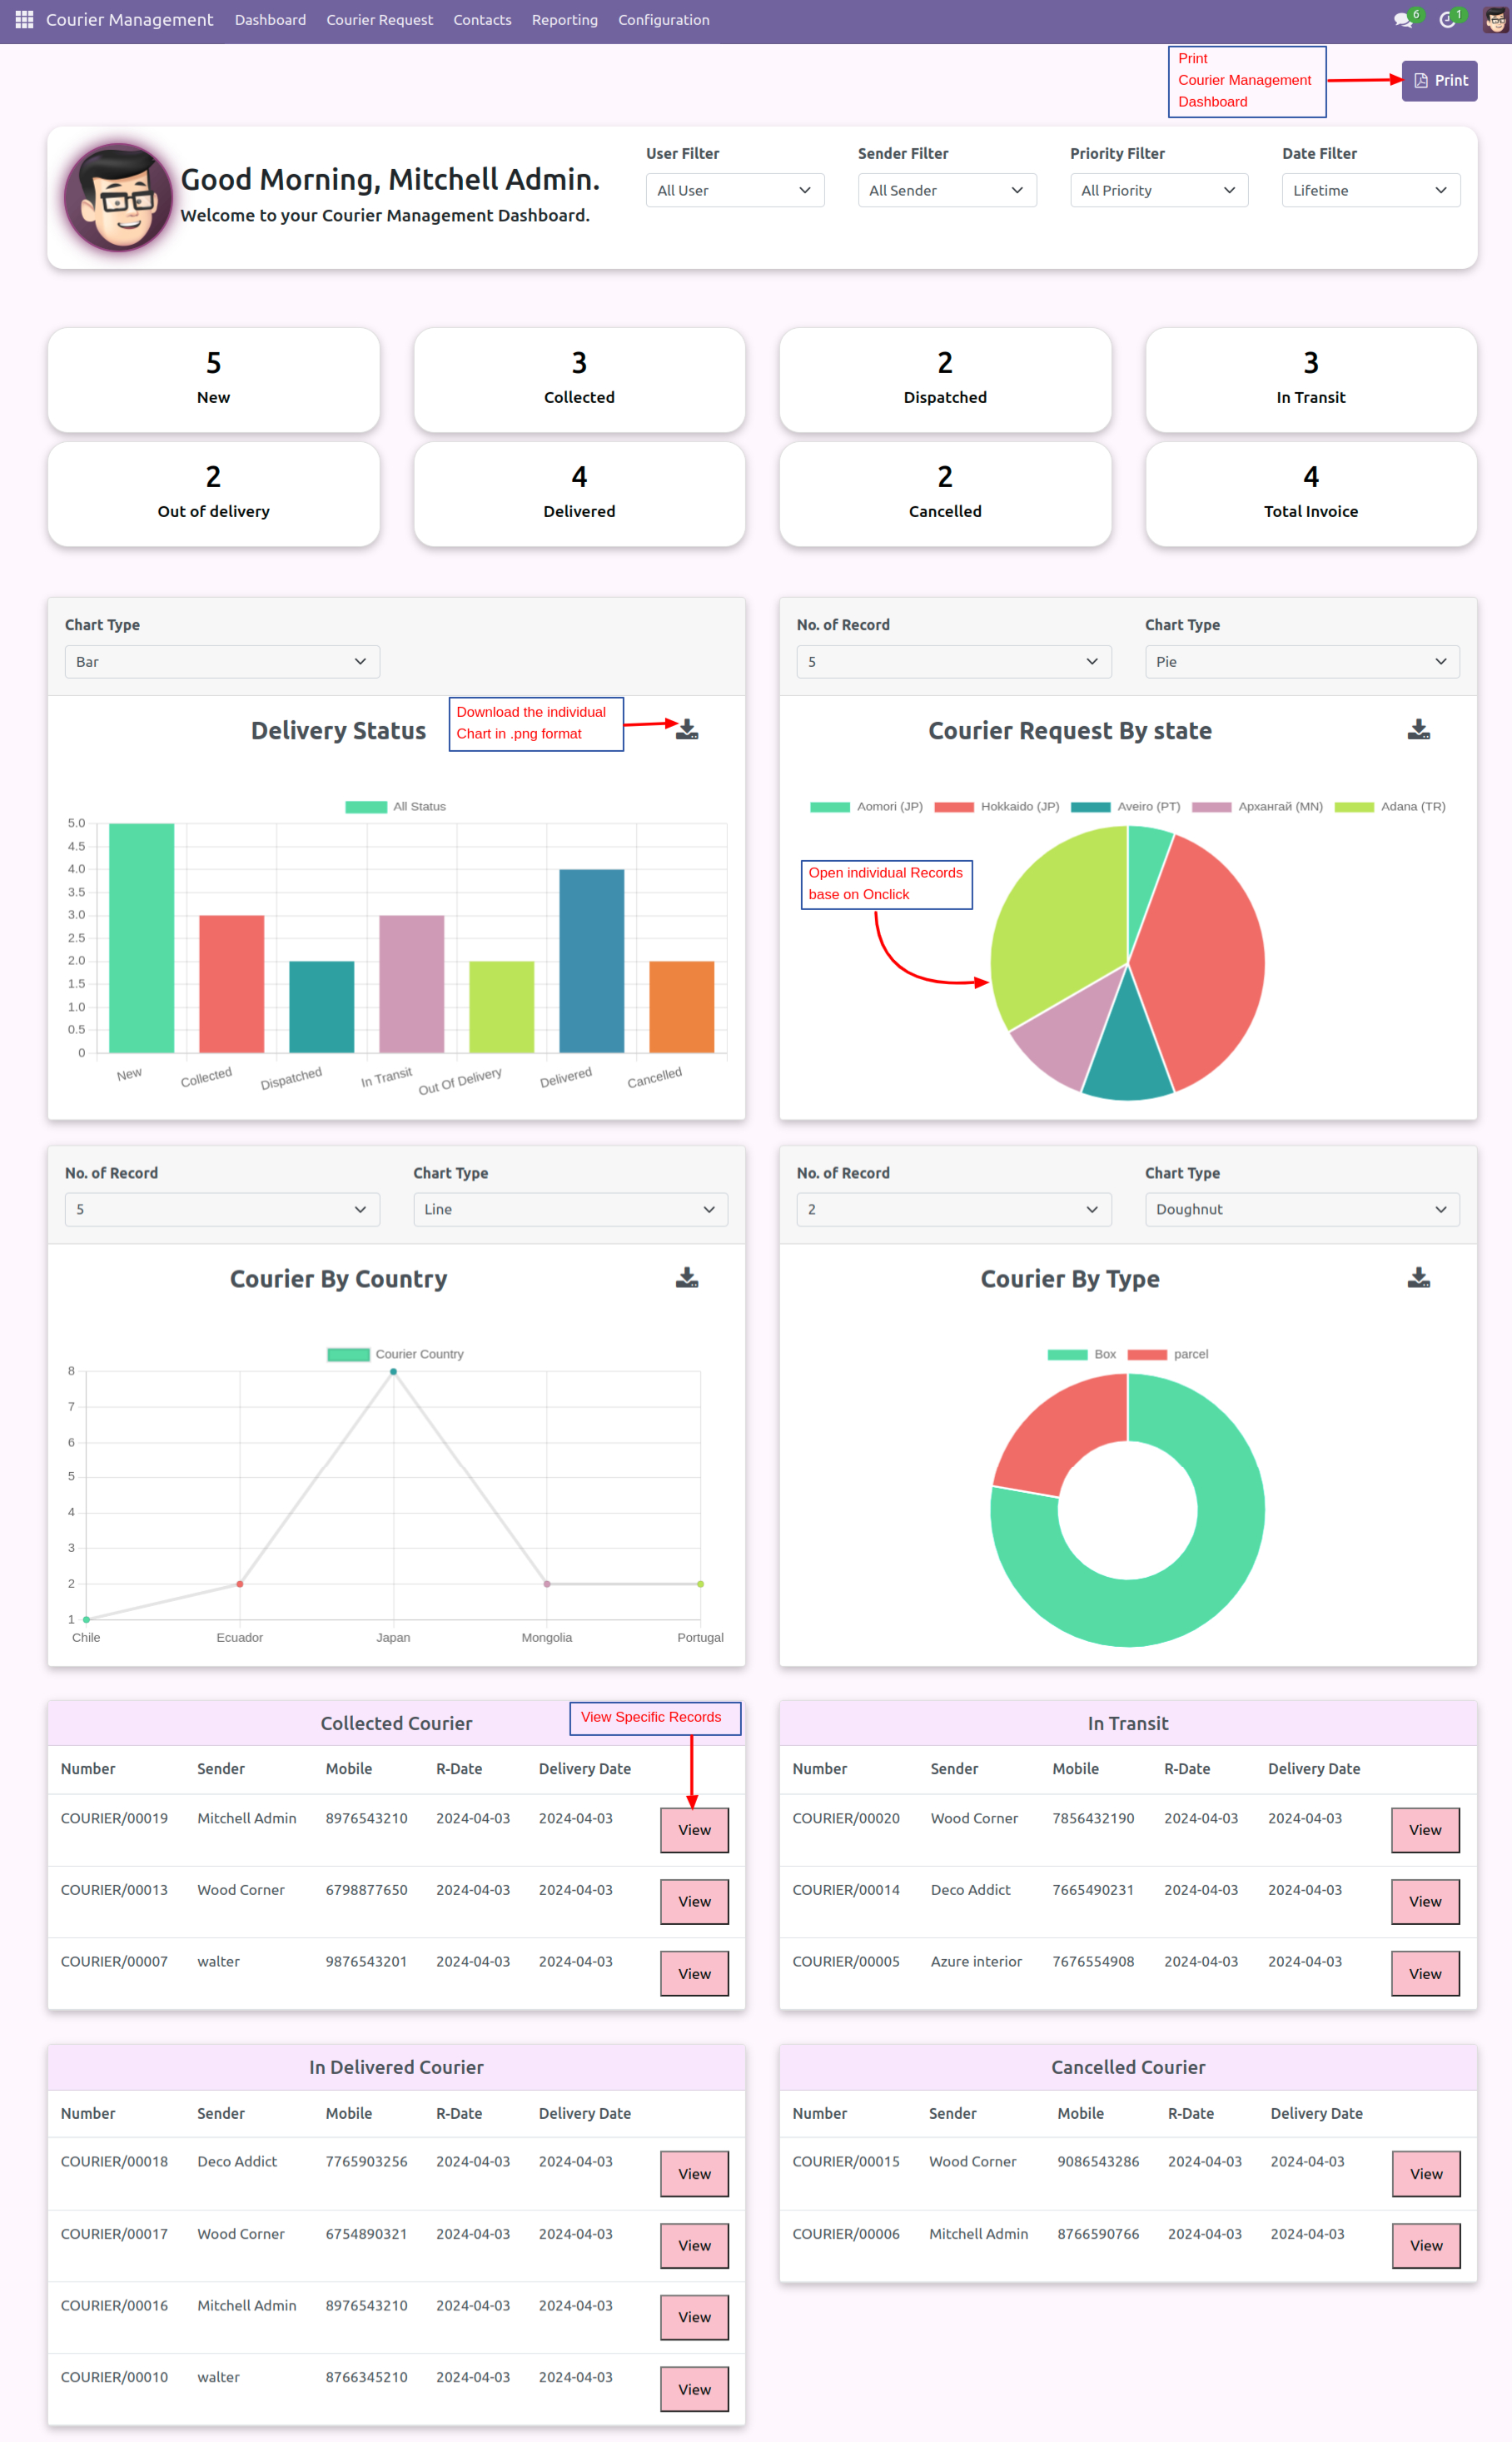 Courier Management Dashboard Courier Request Contacts Reporting Configuration 6 1
Print
Courier Management
Dashboard
Print
Good Morning, Mitchell Admin.
Welcome to your Courier Management Dashboard.
User Filter Sender Filter Priority Filter Date Filter
All User All Sender All Priority Lifetime
5 3 2 3
New Collected Dispatched In Transit
2 4 2 4
Out of delivery Delivered Cancelled Total Invoice
Chart Type
Bar
Delivery Status
Download the individual
Chart in .png format
All Status
5.0
4.5
4.0
3.5
3.0
2.5
2.0
1.5
1.0
0.5
0
New Collected Dispatched In Transit Out Of Delivery Delivered Cancelled
No. of Record Chart Type
5 Pie
Courier Request By state
Aomori (JP) Hokkaido (JP) Aveiro (PT) Архангай (MN) Adana (TR)
Open individual Records
base on Onclick
No. of Record Chart Type
5 Line
Courier By Country
Courier Country
8
7
6
5
4
3
2
1
Chile Ecuador Japan Mongolia Portugal
No. of Record Chart Type
2 Doughnut
Courier By Type
Box parcel
Collected Courier
View Specific Records
Number Sender Mobile R-Date Delivery Date
COURIER/00019 Mitchell Admin 8976543210 2024-04-03 2024-04-03 View
COURIER/00013 Wood Corner 6798877650 2024-04-03 2024-04-03 View
COURIER/00007 walter 9876543201 2024-04-03 2024-04-03 View
In Transit
Number Sender Mobile R-Date Delivery Date
COURIER/00020 Wood Corner 7856432190 2024-04-03 2024-04-03 View
COURIER/00014 Deco Addict 7665490231 2024-04-03 2024-04-03 View
COURIER/00005 Azure interior 7676554908 2024-04-03 2024-04-03 View
In Delivered Courier
Number Sender Mobile R-Date Delivery Date
COURIER/00018 Deco Addict 7765903256 2024-04-03 2024-04-03 View
COURIER/00017 Wood Corner 6754890321 2024-04-03 2024-04-03 View
COURIER/00016 Mitchell Admin 8976543210 2024-04-03 2024-04-03 View
COURIER/00010 walter 8766345210 2024-04-03 2024-04-03 View
Cancelled Courier
Number Sender Mobile R-Date Delivery Date
COURIER/00015 Wood Corner 9086543286 2024-04-03 2024-04-03 View
COURIER/00006 Mitchell Admin 8766590766 2024-04-03 2024-04-03 View